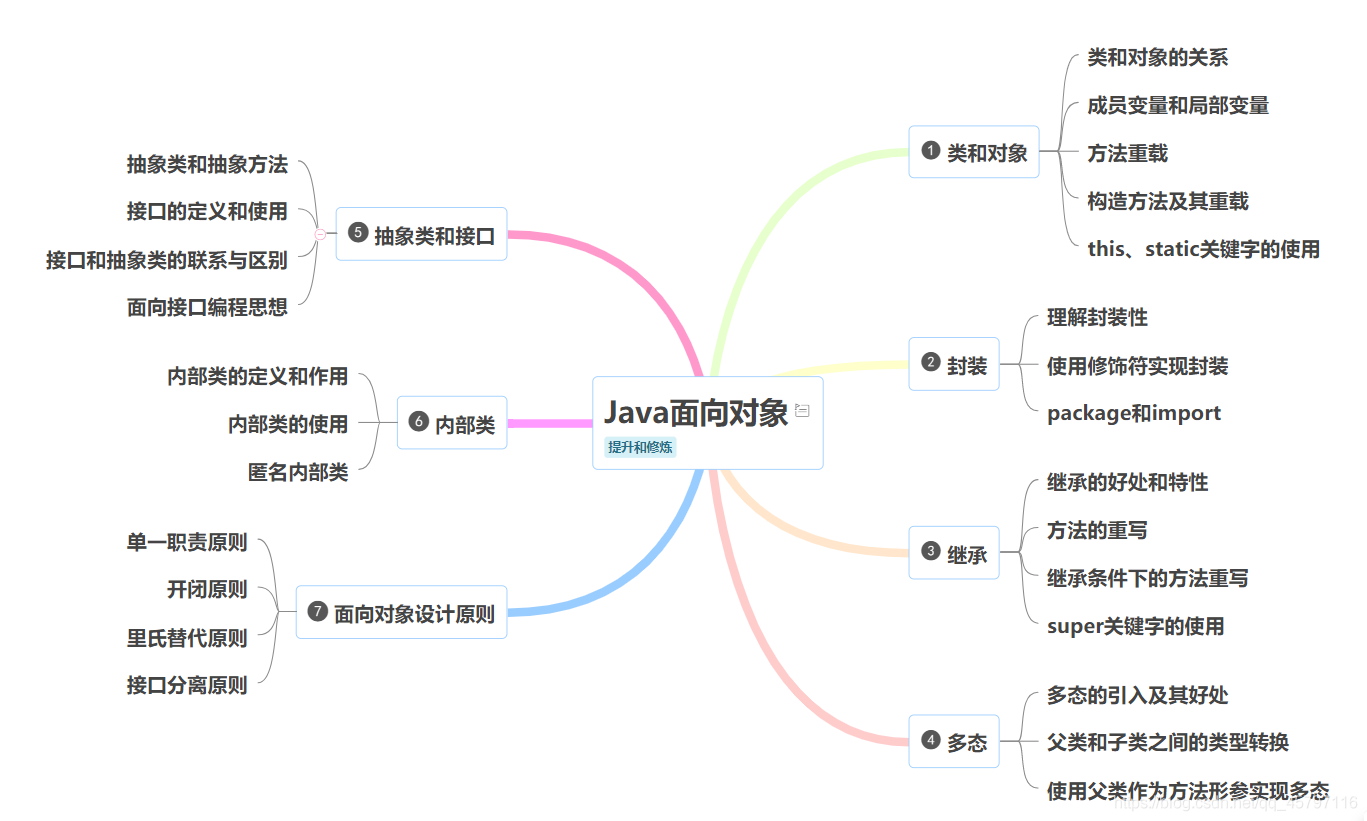 Java面向对象
提升和修炼
1 类和对象
类和对象的关系
成员变量和局部变量
方法重载
构造方法及其重载
this、static关键字的使用
2 封装
理解封装性
使用修饰符实现封装
package和import
3 继承
继承的好处和特性
方法的重写
继承条件下的方法重写
super关键字的使用
4 多态
多态的引入及其好处
父类和子类之间的类型转换
使用父类作为方法形参实现多态
5 抽象类和接口
抽象类和抽象方法
接口的定义和使用
接口和抽象类的联系与区别
面向接口编程思想
6 内部类
内部类的定义和作用
内部类的使用
匿名内部类
7 面向对象设计原则
单一职责原则
开闭原则
里氏替代原则
接口分离原则
https://blog.csdn.net/qq_45797116